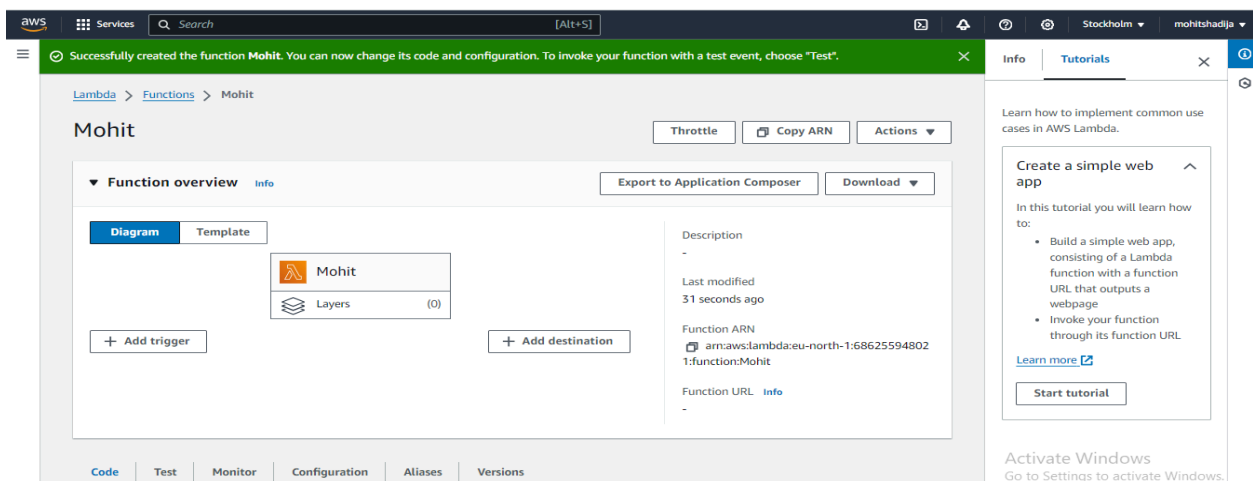 aws
Services
Search
[Alt+S]
Stockholm
mohitshadija
Successfully created the function Mohit. You can now change its code and configuration. To invoke your function with a test event, choose "Test".
Lambda > Functions > Mohit
Mohit
Throttle
Copy ARN
Actions
Function overview Info
Export to Application Composer
Download
Diagram
Template
Mohit
Layers (0)
+ Add trigger
+ Add destination
Description
-
Last modified
31 seconds ago
Function ARN
arn:aws:lambda:eu-north-1:68625594802
1:function:Mohit
Function URL Info
-
Code
Test
Monitor
Configuration
Aliases
Versions
Info
Tutorials
Learn how to implement common use
cases in AWS Lambda.
Create a simple web
app
In this tutorial you will learn how
to:
• Build a simple web app,
consisting of a Lambda
function with a function
URL that outputs a
webpage
• Invoke your function
through its function URL
Learn more
Start tutorial
Activate Windows
Go to Settings to activate Windows.